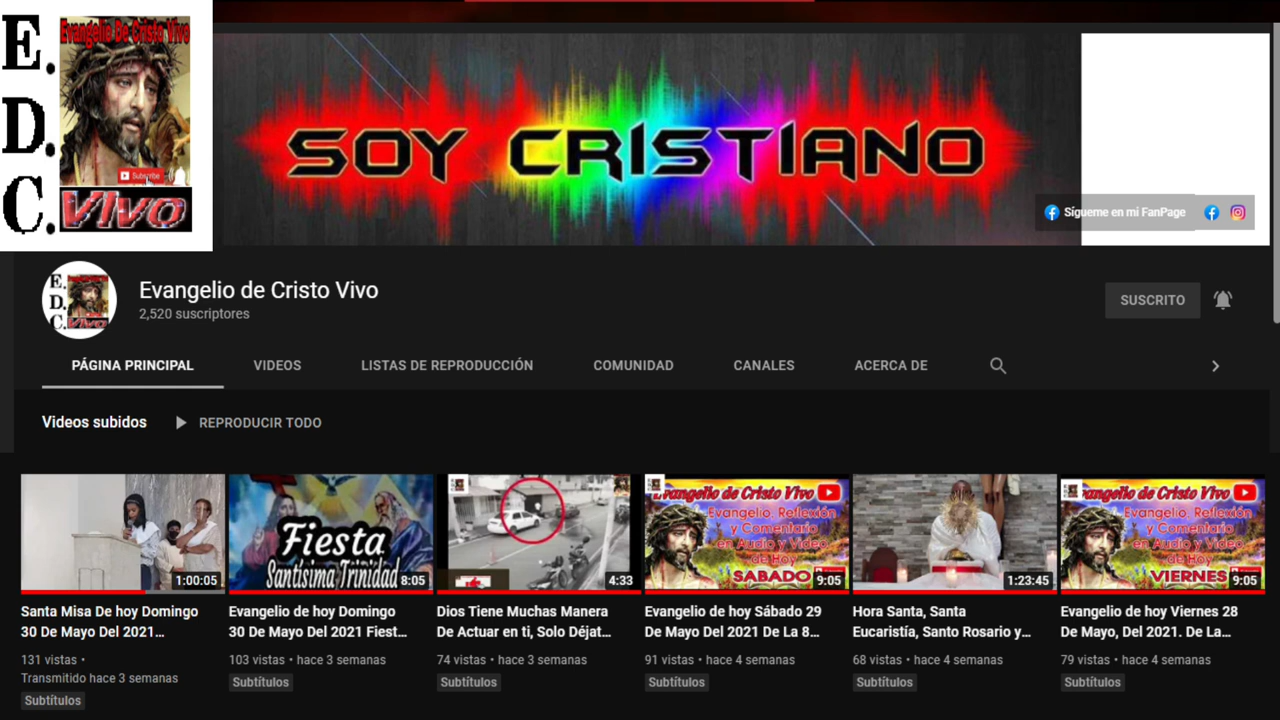 E.
D.
C.
Evangelio De Cristo Vivo
Subscribe
Vivo
SOY CRISTIANO
Sígueme en mi FanPage
E.
D.
C.
Vivo
Evangelio de Cristo Vivo
2,520 suscriptores
SUSCRITO
PÁGINA PRINCIPAL
VIDEOS
LISTAS DE REPRODUCCIÓN
COMUNIDAD
CANALES
ACERCA DE
Videos subidos
REPRODUCIR TODO
1:00:05
Santa Misa De hoy Domingo
30 De Mayo Del 2021...
131 vistas •
Transmitido hace 3 semanas
Subtítulos
Fiesta
Santísima Trinidad
8:05
Evangelio de hoy Domingo
30 De Mayo Del 2021 Fiest...
103 vistas • hace 3 semanas
Subtítulos
4:33
Dios Tiene Muchas Manera
De Actuar en ti, Solo Déjat...
74 vistas • hace 3 semanas
Subtítulos
Evangelio de Cristo Vivo
Evangelio, Reflexión
y Comentario
en Audio y Video
de Hoy
SABADO
9:05
Evangelio de hoy Sábado 29
De Mayo Del 2021 De La 8...
91 vistas • hace 4 semanas
Subtítulos
1:23:45
Hora Santa, Santa
Eucaristía, Santo Rosario y...
68 vistas • hace 4 semanas
Subtítulos
Evangelio de Cristo Vivo
Evangelio, Reflexión
y Comentario
en Audio y Video
de Hoy
VIERNES
9:05
Evangelio de hoy Viernes 28
De Mayo, Del 2021. De La...
79 vistas • hace 4 semanas
Subtítulos